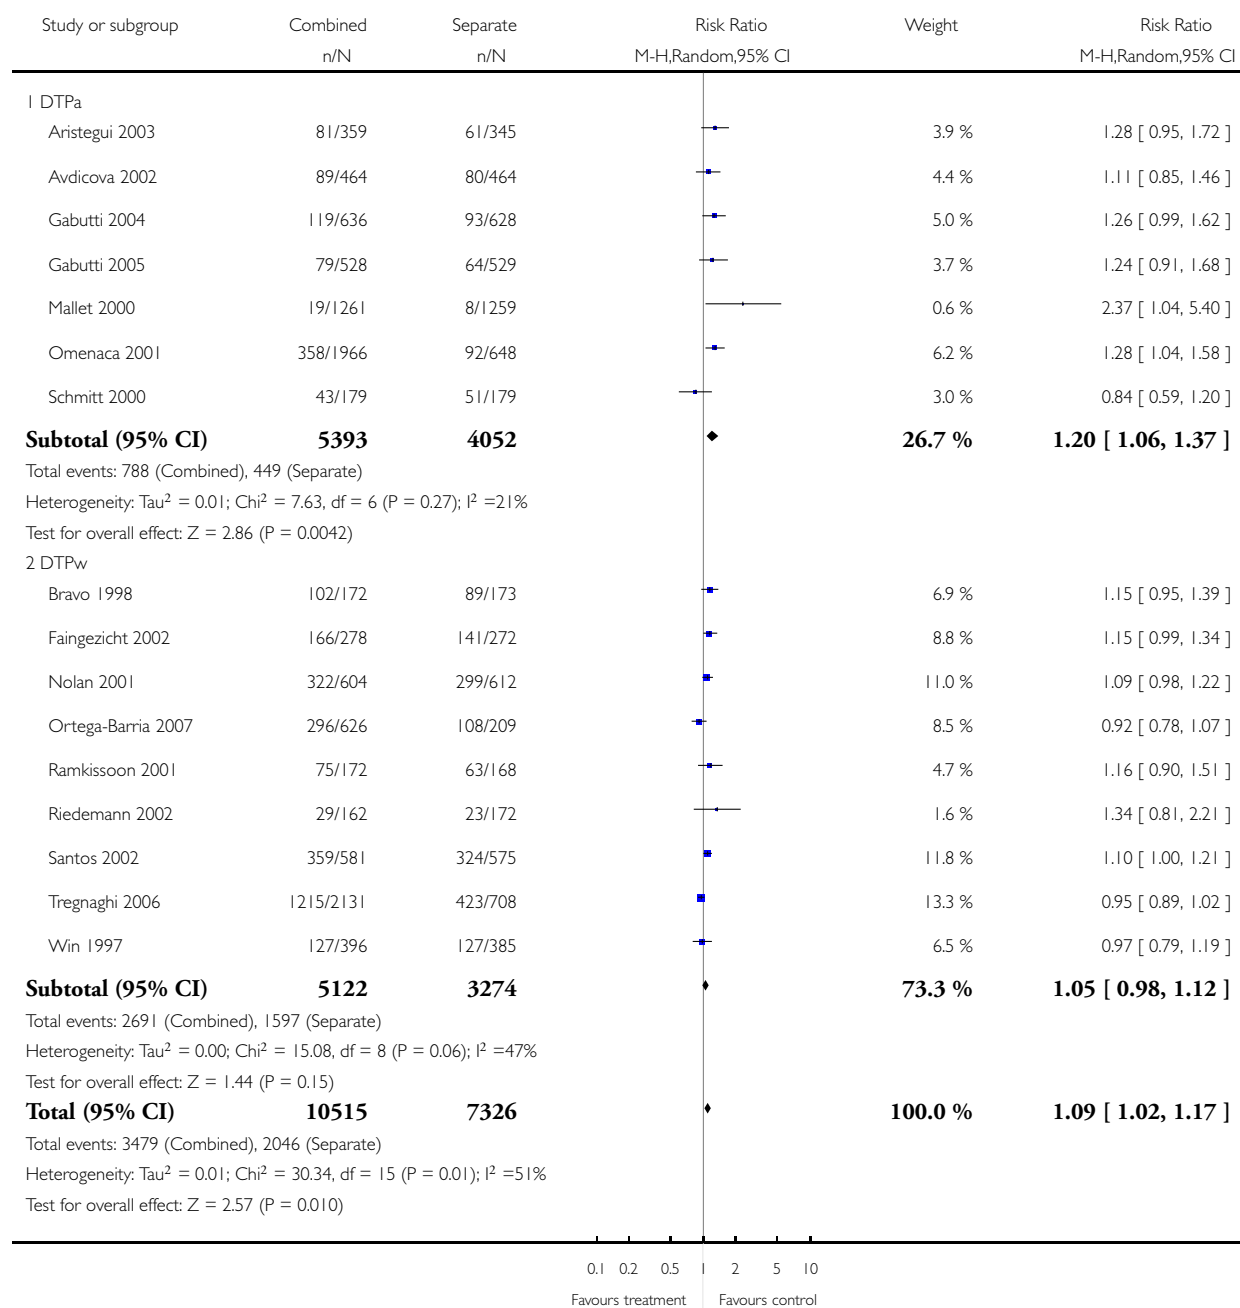 Study or subgroup Combined Separate Risk Ratio Weight Risk Ratio
n/N n/N M-H,Random,95% CI M-H,Random,95% CI
1 DTPa
Aristegui 2003 81/359 61/345 3.9 % 1.28 [ 0.95, 1.72 ]
Avdicova 2002 89/464 80/464 4.4 % 1.11 [ 0.85, 1.46 ]
Gabutti 2004 119/636 93/628 5.0 % 1.26 [ 0.99, 1.62 ]
Gabutti 2005 79/528 64/529 3.7 % 1.24 [ 0.91, 1.68 ]
Mallet 2000 19/1261 8/1259 0.6 % 2.37 [ 1.04, 5.40 ]
Omenaca 2001 358/1966 92/648 6.2 % 1.28 [ 1.04, 1.58 ]
Schmitt 2000 43/179 51/179 3.0 % 0.84 [ 0.59, 1.20 ]
Subtotal (95% CI) 5393 4052 26.7 % 1.20 [ 1.06, 1.37 ]
Total events: 788 (Combined), 449 (Separate)
Heterogeneity: Tau² = 0.01; Chi² = 7.63, df = 6 (P = 0.27); I² =21%
Test for overall effect: Z = 2.86 (P = 0.0042)
2 DTPw
Bravo 1998 102/172 89/173 6.9 % 1.15 [ 0.95, 1.39 ]
Faingezicht 2002 166/278 141/272 8.8 % 1.15 [ 0.99, 1.34 ]
Nolan 2001 322/604 299/612 11.0 % 1.09 [ 0.98, 1.22 ]
Ortega-Barria 2007 296/626 108/209 8.5 % 0.92 [ 0.78, 1.07 ]
Ramkissoon 2001 75/172 63/168 4.7 % 1.16 [ 0.90, 1.51 ]
Riedemann 2002 29/162 23/172 1.6 % 1.34 [ 0.81, 2.21 ]
Santos 2002 359/581 324/575 11.8 % 1.10 [ 1.00, 1.21 ]
Tregnaghi 2006 1215/2131 423/708 13.3 % 0.95 [ 0.89, 1.02 ]
Win 1997 127/396 127/385 6.5 % 0.97 [ 0.79, 1.19 ]
Subtotal (95% CI) 5122 3274 73.3 % 1.05 [ 0.98, 1.12 ]
Total events: 2691 (Combined), 1597 (Separate)
Heterogeneity: Tau² = 0.00; Chi² = 15.08, df = 8 (P = 0.06); I² =47%
Test for overall effect: Z = 1.44 (P = 0.15)
Total (95% CI) 10515 7326 100.0 % 1.09 [ 1.02, 1.17 ]
Total events: 3479 (Combined), 2046 (Separate)
Heterogeneity: Tau² = 0.01; Chi² = 30.34, df = 15 (P = 0.01); I² =51%
Test for overall effect: Z = 2.57 (P = 0.010)
0.1 0.2 0.5 1 2 5 10
Favours treatment Favours control